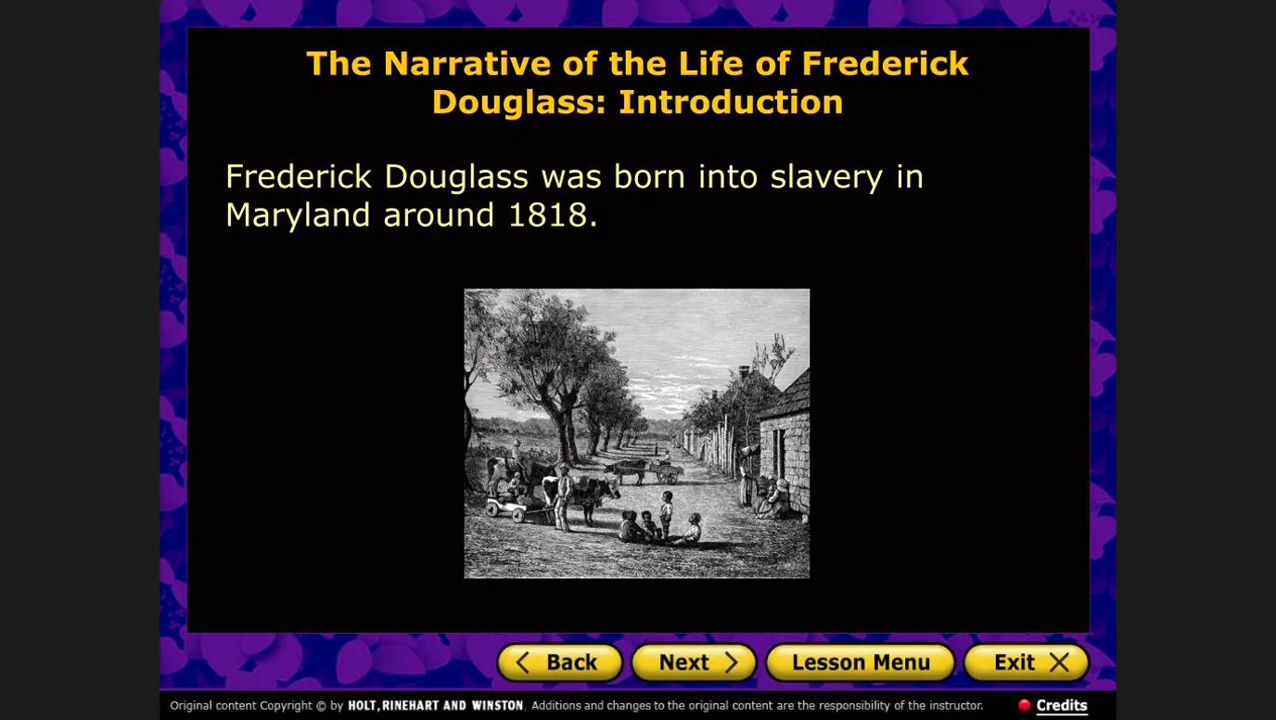 The Narrative of the Life of Frederick
Douglass: Introduction
Frederick Douglass was born into slavery in
Maryland around 1818.
Back
Next
Lesson Menu
Exit
Original content Copyright © by HOLT, RINEHART AND WINSTON. Additions and changes to the original content are the responsibility of the instructor.
Credits